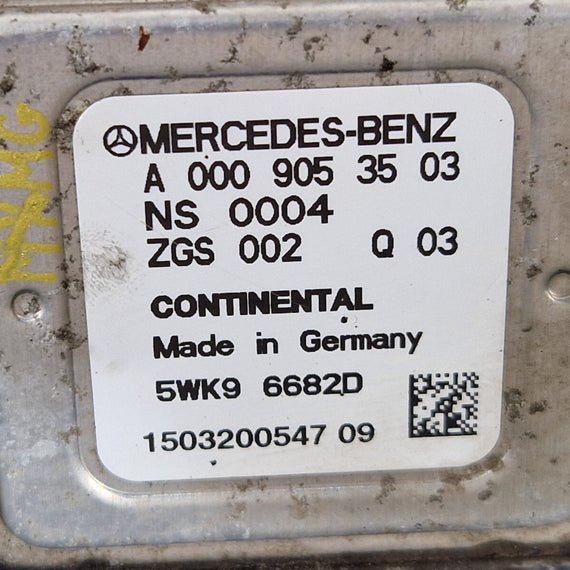 MERCEDES-BENZ
A 000 905 35 03
NS 0004
ZGS 002 Q 03
CONTINENTAL
Made in Germany
5WK9 6682D
1503200547 09